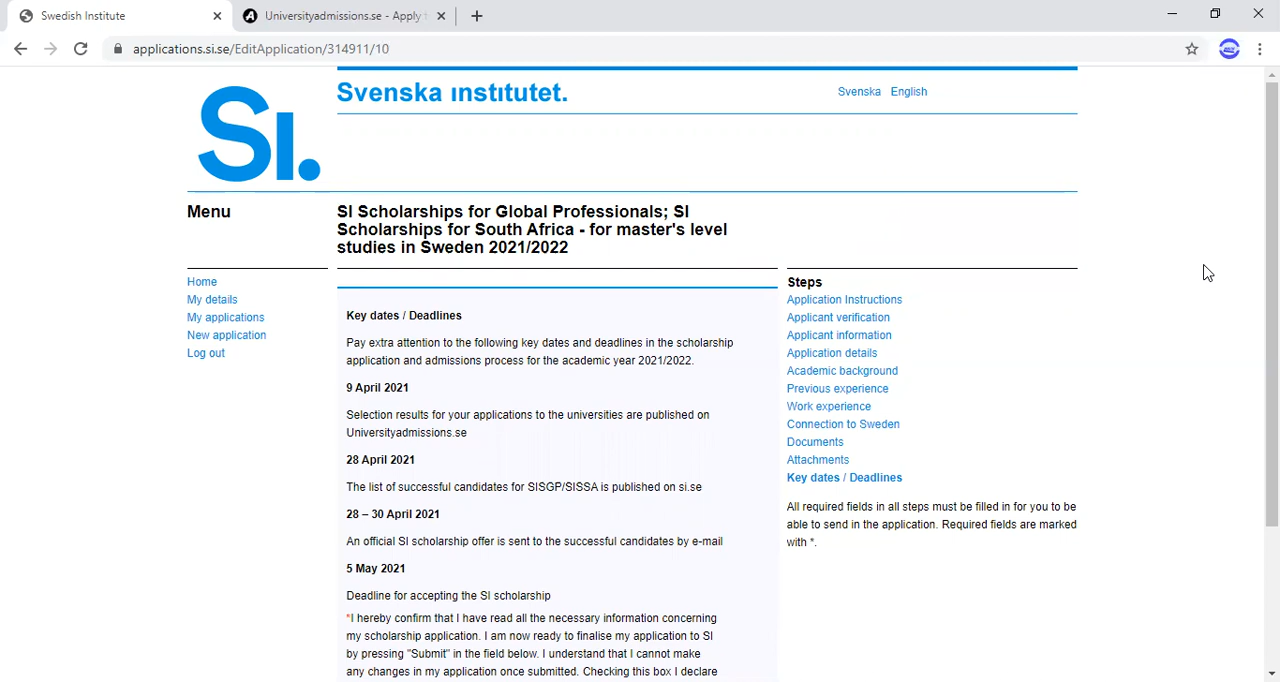 Swedish Institute
Universityadmissions.se - Apply t
applications.si.se/EditApplication/314911/10
Svenska ınstıtutet.
Svenska English
Sı.
Menu
SI Scholarships for Global Professionals; SI
Scholarships for South Africa - for master's level
studies in Sweden 2021/2022
Home
My details
My applications
New application
Log out
Key dates / Deadlines
Pay extra attention to the following key dates and deadlines in the scholarship
application and admissions process for the academic year 2021/2022.
9 April 2021
Selection results for your applications to the universities are published on
Universityadmissions.se
28 April 2021
The list of successful candidates for SISGP/SISSA is published on si.se
28 – 30 April 2021
An official SI scholarship offer is sent to the successful candidates by e-mail
5 May 2021
Deadline for accepting the SI scholarship
*I hereby confirm that I have read all the necessary information concerning
my scholarship application. I am now ready to finalise my application to SI
by pressing "Submit" in the field below. I understand that I cannot make
any changes in my application once submitted. Checking this box I declare
Steps
Application Instructions
Applicant verification
Applicant information
Application details
Academic background
Previous experience
Work experience
Connection to Sweden
Documents
Attachments
Key dates / Deadlines
All required fields in all steps must be filled in for you to be
able to send in the application. Required fields are marked
with *.